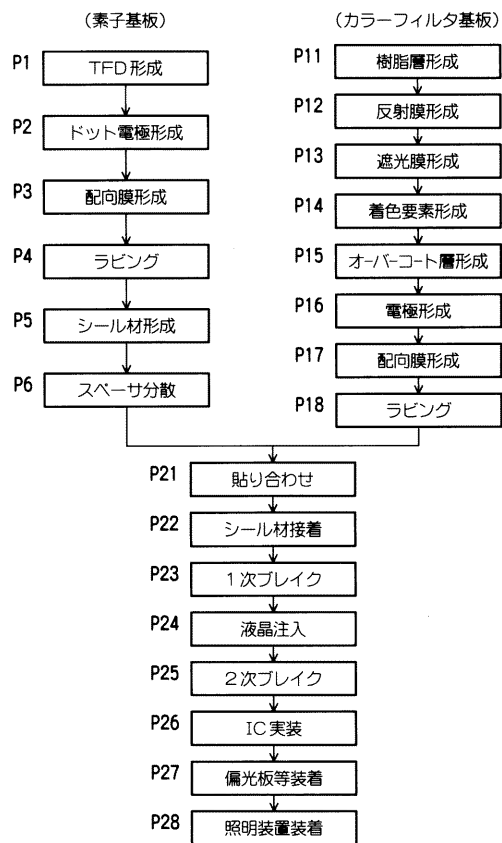 (素子基板)
P1 TFD形成
P2 ドット電極形成
P3 配向膜形成
P4 ラビング
P5 シール材形成
P6 スペーサ分散
(カラーフィルタ基板)
P11 樹脂層形成
P12 反射膜形成
P13 遮光膜形成
P14 着色要素形成
P15 オーバーコート層形成
P16 電極形成
P17 配向膜形成
P18 ラビング
P21 貼り合わせ
P22 シール材接着
P23 1次ブレイク
P24 液晶注入
P25 2次ブレイク
P26 IC実装
P27 偏光板等装着
P28 照明装置装着